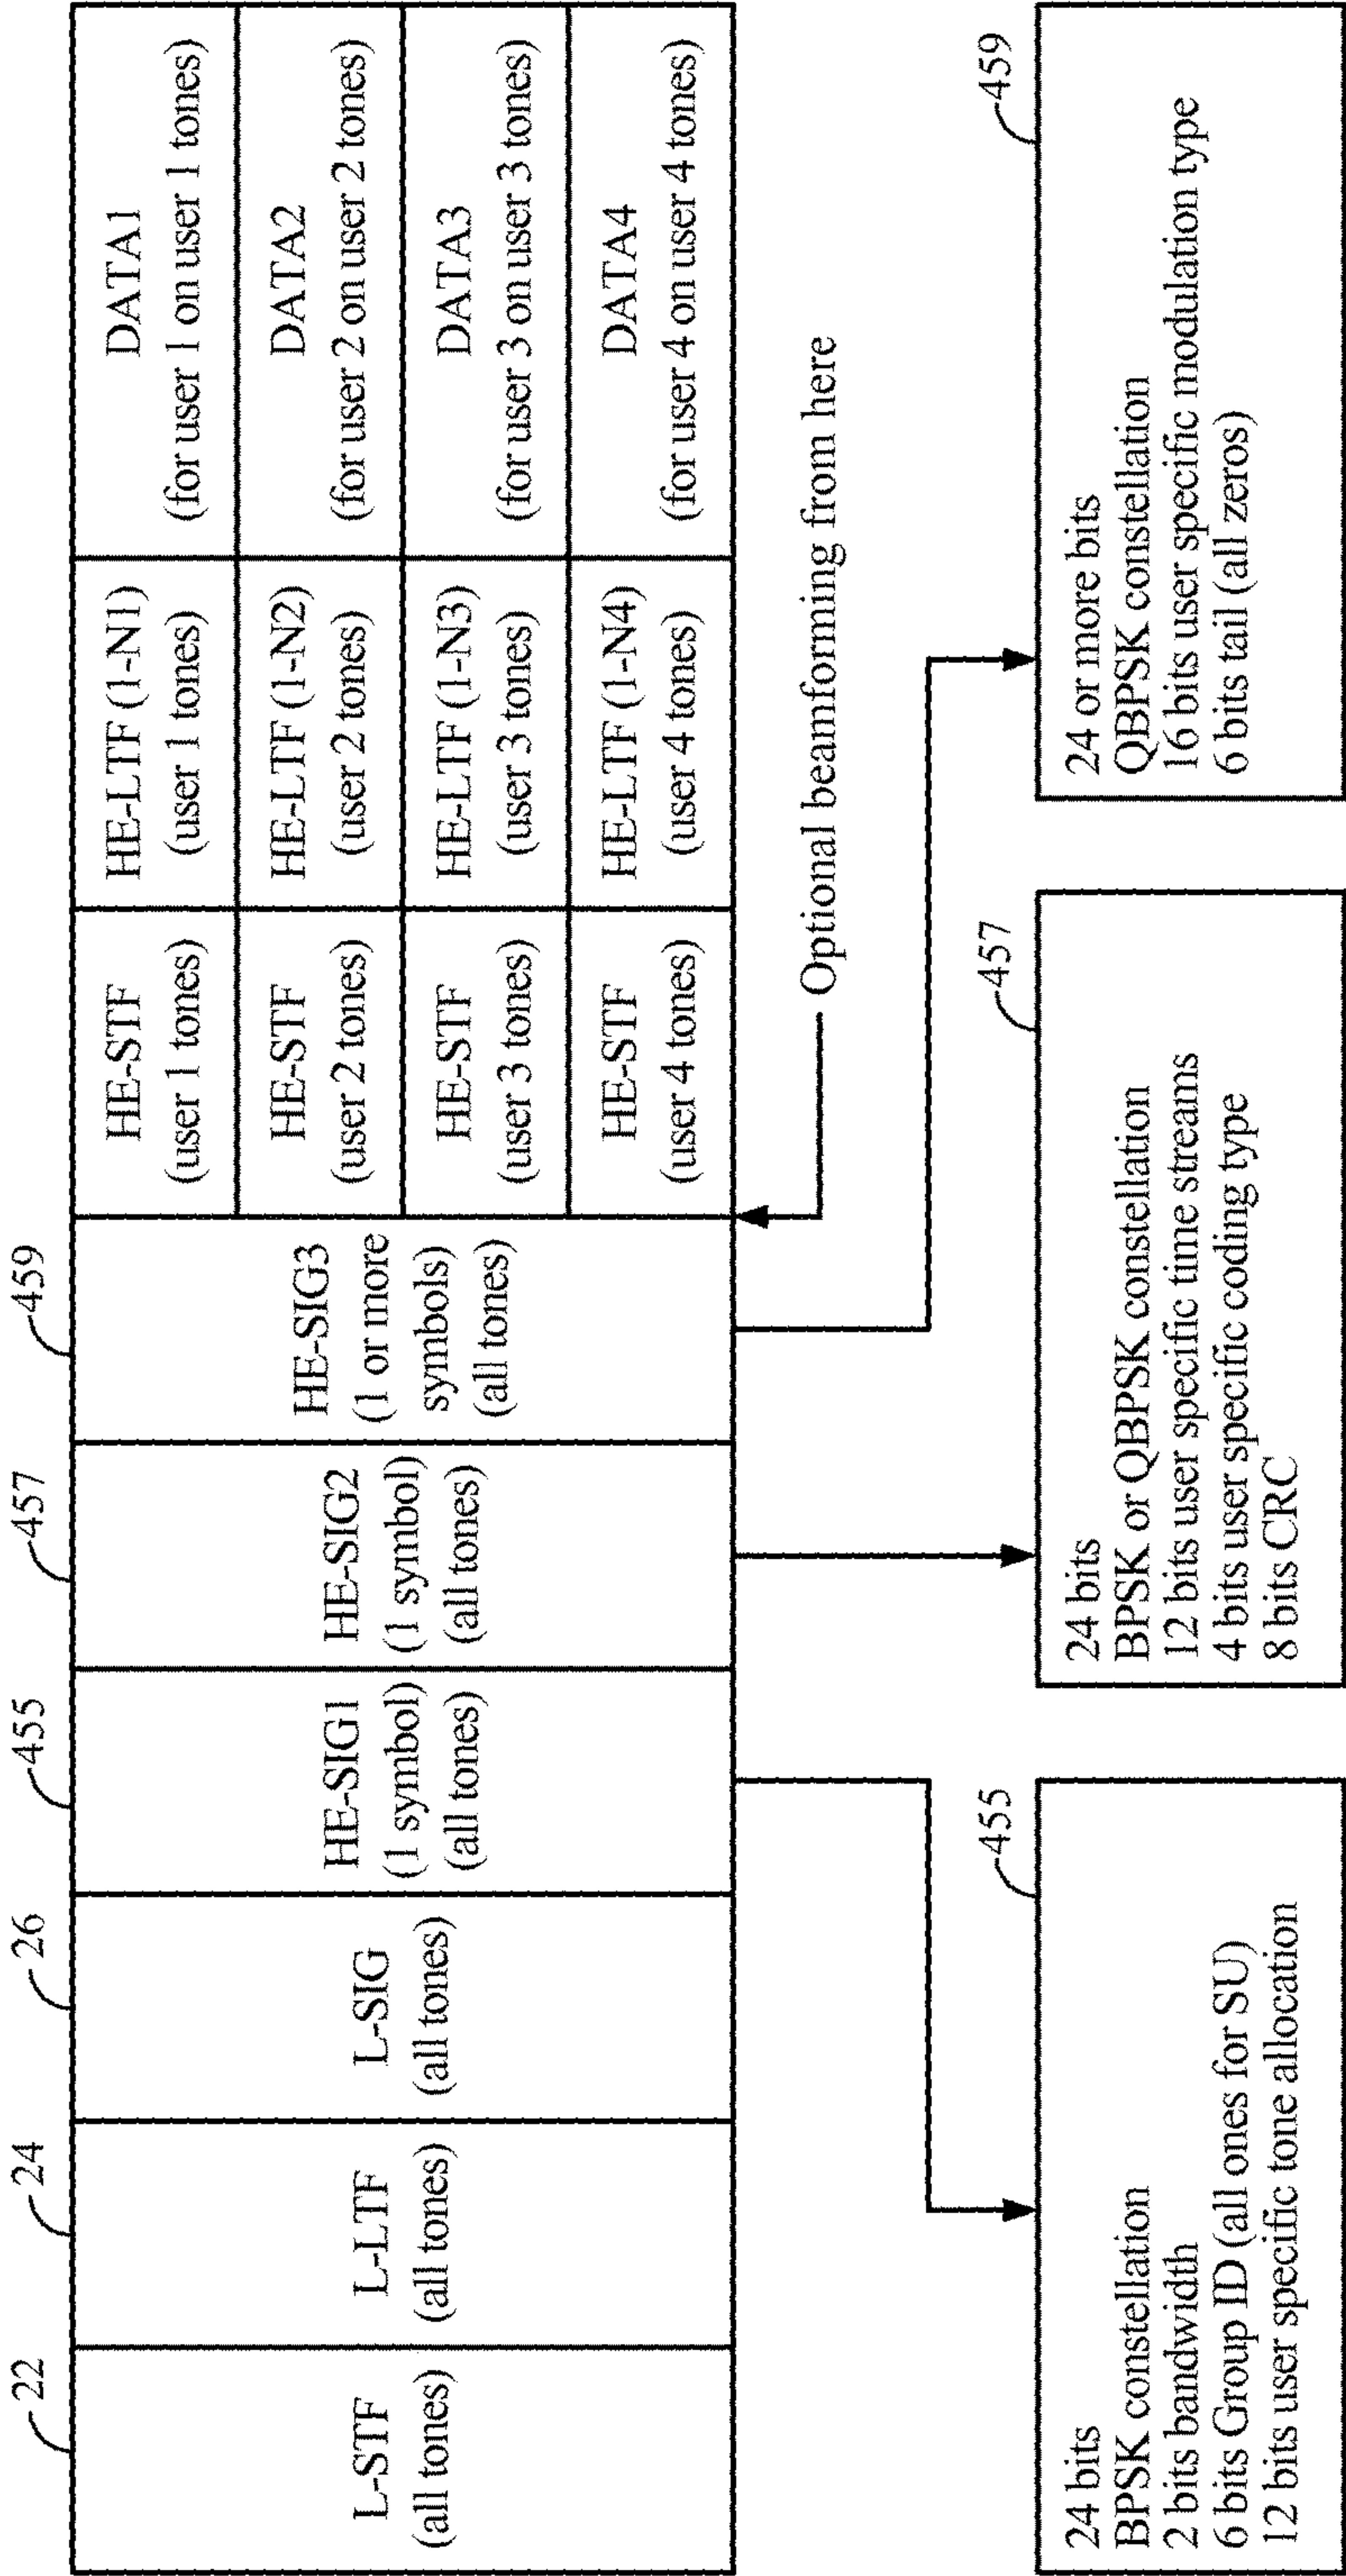 22
24
26
455
457
459
L-STF
(all tones)
L-LTF
(all tones)
L-SIG
(all tones)
HE-SIG1
(1 symbol)
(all tones)
HE-SIG2
(1 symbol)
(all tones)
HE-SIG3
(1 or more
symbols)
(all tones)
HE-STF
(user 1 tones)
HE-LTF (1-N1)
(user 1 tones)
DATA1
(for user 1 on user 1 tones)
HE-STF
(user 2 tones)
HE-LTF (1-N2)
(user 2 tones)
DATA2
(for user 2 on user 2 tones)
HE-STF
(user 3 tones)
HE-LTF (1-N3)
(user 3 tones)
DATA3
(for user 3 on user 3 tones)
HE-STF
(user 4 tones)
HE-LTF (1-N4)
(user 4 tones)
DATA4
(for user 4 on user 4 tones)
Optional beamforming from here
455
24 bits
BPSK constellation
2 bits bandwidth
6 bits Group ID (all ones for SU)
12 bits user specific tone allocation
457
24 bits
BPSK or QBPSK constellation
12 bits user specific time streams
4 bits user specific coding type
8 bits CRC
459
24 or more bits
QBPSK constellation
16 bits user specific modulation type
6 bits tail (all zeros)